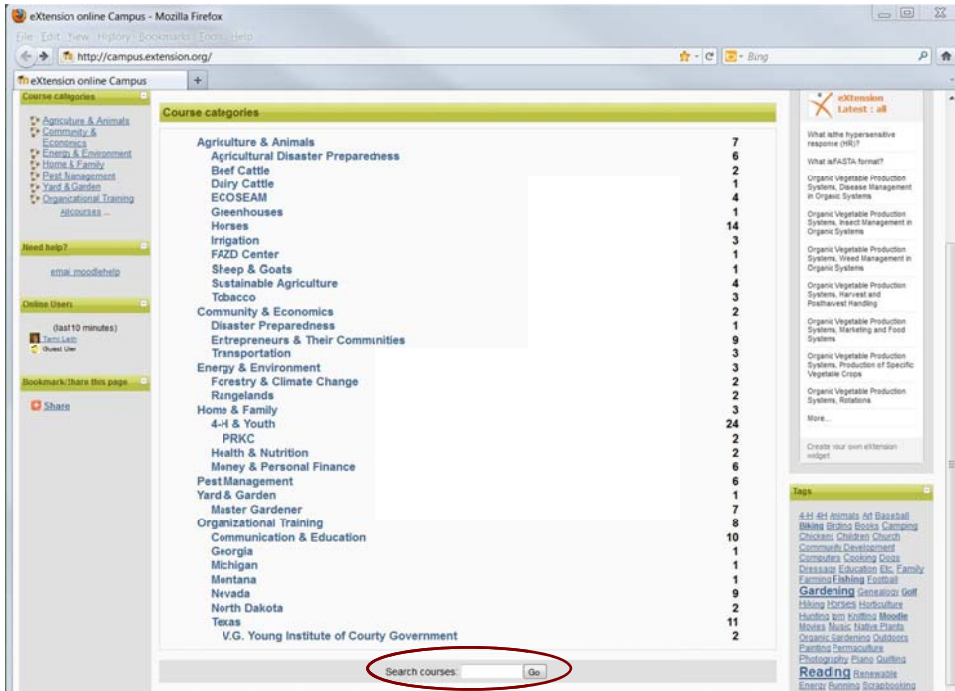 eXtension online Campus - Mozilla Firefox
File Edit View History Bookmarks Tools Help
http://campus.extension.org/
Bing
eXtension online Campus
Course categories
Agriculture & Animals
Community &
Economics
Energy & Environment
Home & Family
Pest Management
Yard & Garden
Organizational Training
All courses ...
Need help?
email moodlehelp
Online Users
(last 10 minutes)
Guest User
Bookmark/Share this page
Share
Course categories
Agriculture & Animals 7
Agricultural Disaster Preparedness 6
Beef Cattle 2
Dairy Cattle 1
ECOSEAM 4
Greenhouses 1
Horses 14
Irrigation 3
FAZD Center 1
Sheep & Goats 1
Sustainable Agriculture 4
Tobacco 3
Community & Economics 2
Disaster Preparedness 1
Entrepreneurs & Their Communities 9
Transportation 3
Energy & Environment 3
Forestry & Climate Change 2
Rangelands 2
Home & Family 3
4-H & Youth 24
PRKC 2
Health & Nutrition 2
Money & Personal Finance 6
Pest Management 6
Yard & Garden 1
Master Gardener 7
Organizational Training 8
Communication & Education 10
Georgia 1
Michigan 1
Montana 1
Nevada 9
North Dakota 2
Texas 11
V.G. Young Institute of County Government 2
Search courses: Go
eXtension
Latest : all
What is the hypersensitive
response (HR)?
What is FASTA format?
Organic Vegetable Production
Systems, Disease Management
in Organic Systems
Organic Vegetable Production
Systems, Insect Management in
Organic Systems
Organic Vegetable Production
Systems, Weed Management in
Organic Systems
Organic Vegetable Production
Systems, Harvest and
Postharvest Handling
Organic Vegetable Production
Systems, Marketing and Food
Systems
Organic Vegetable Production
Systems, Production of Specific
Vegetable Crops
Organic Vegetable Production
Systems, Rotations
More...
Create your own eXtension
widget
Tags
4-H 4H Animals Art Baseball
Biking Birding Books Camping
Chickens Children Church
Community Development
Computers Cooking Dogs
Dressage Education Etc. Family
Farming Fishing Football
Gardening Genealogy Golf
Hiking Horses Horticulture
Hunting ipm Knitting Moodle
Movies Music Native Plants
Organic Gardening Outdoors
Painting Permaculture
Photography Piano Quilting
Reading Renewable
Energy Running Scrapbooking